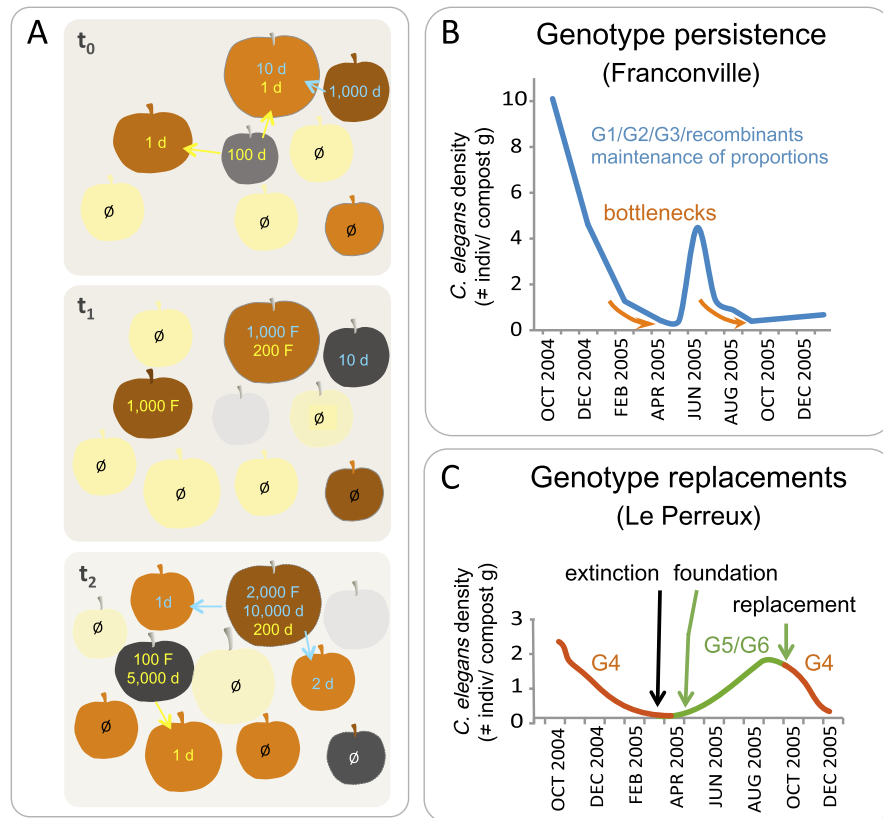 A
t0
10 d
1 d
1,000 d
1 d
100 d
Ø
Ø
Ø
Ø
t1
Ø
1,000 F
200 F
10 d
1,000 F
Ø
Ø
Ø
Ø
Ø
t2
1d
2,000 F
10,000 d
200 d
Ø
100 F
5,000 d
Ø
2 d
Ø
1 d
Ø
Ø
B
Genotype persistence
(Franconville)
C. elegans density
(≠ indiv/ compost g)
10
8
6
4
2
0
G1/G2/G3/recombinants
maintenance of proportions
bottlenecks
OCT 2004
DEC 2004
FEB 2005
APR 2005
JUN 2005
AUG 2005
OCT 2005
DEC 2005
C
Genotype replacements
(Le Perreux)
extinction
foundation
replacement
C. elegans density
(≠ indiv/ compost g)
3
2
1
0
G4
G5/G6
G4
OCT 2004
DEC 2004
FEB 2005
APR 2005
JUN 2005
AUG 2005
OCT 2005
DEC 2005